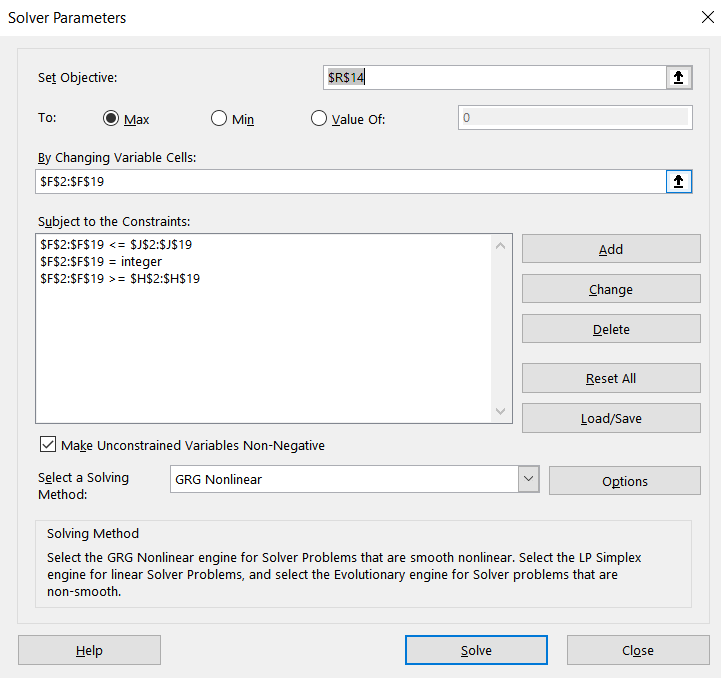 Solver Parameters
Set Objective:
$R$14
To:
Max
Min
Value Of:
0
By Changing Variable Cells:
$F$2:$F$19
Subject to the Constraints:
$F$2:$F$19 <= $J$2:$J$19
$F$2:$F$19 = integer
$F$2:$F$19 >= $H$2:$H$19
Add
Change
Delete
Reset All
Load/Save
Make Unconstrained Variables Non-Negative
Select a Solving
Method:
GRG Nonlinear
Options
Solving Method
Select the GRG Nonlinear engine for Solver Problems that are smooth nonlinear. Select the LP Simplex
engine for linear Solver Problems, and select the Evolutionary engine for Solver problems that are
non-smooth.
Help
Solve
Close